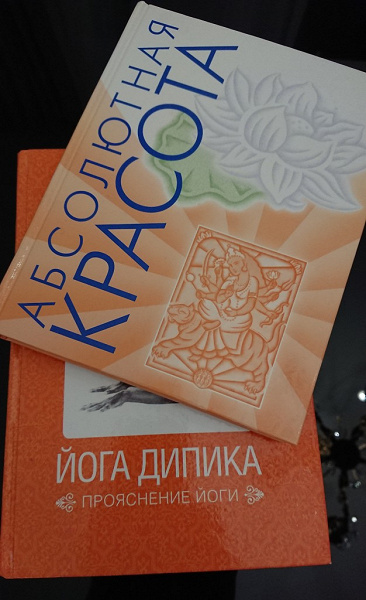 АБСОЛЮТНАЯ
КРАСОТА
ЙОГА ДИПИКА
ПРОЯСНЕНИЕ ЙОГИ